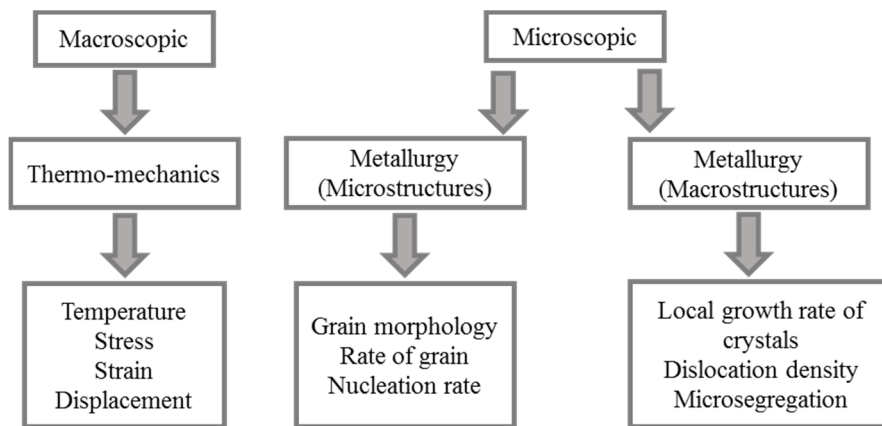 Macroscopic
Microscopic
Thermo-mechanics
Metallurgy
(Microstructures)
Metallurgy
(Macrostructures)
Temperature
Stress
Strain
Displacement
Grain morphology
Rate of grain
Nucleation rate
Local growth rate of
crystals
Dislocation density
Microsegregation